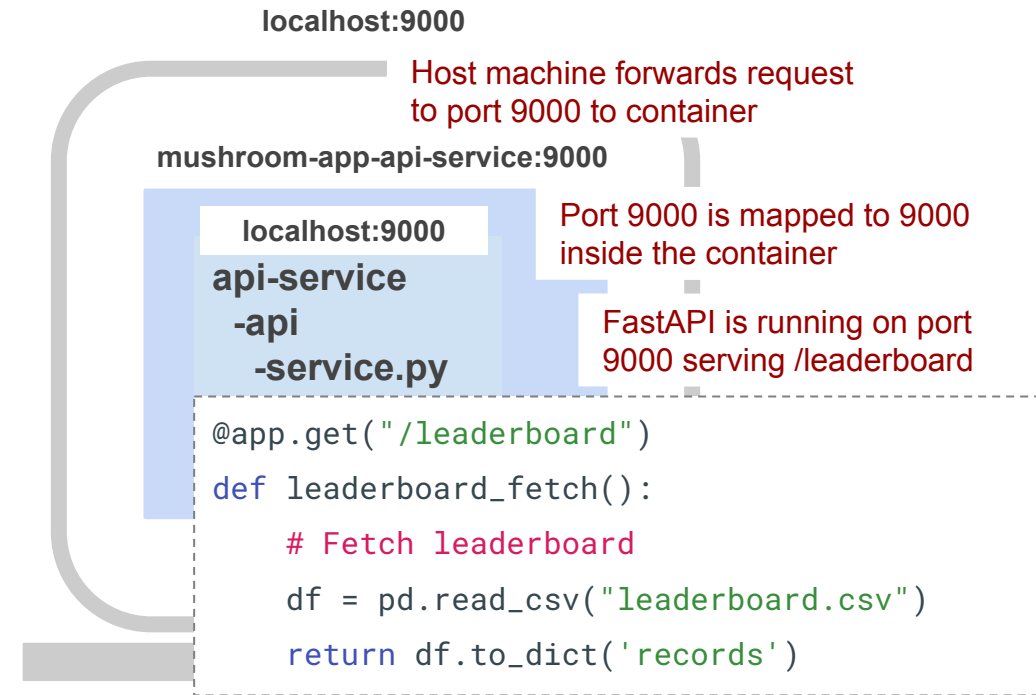 localhost:9000
Host machine forwards request
to port 9000 to container
mushroom-app-api-service:9000
Port 9000 is mapped to 9000
inside the container
localhost:9000
api-service
-api
-service.py
FastAPI is running on port
9000 serving /leaderboard
@app.get("/leaderboard")
def leaderboard_fetch():
    # Fetch leaderboard
    df = pd.read_csv("leaderboard.csv")
    return df.to_dict('records')